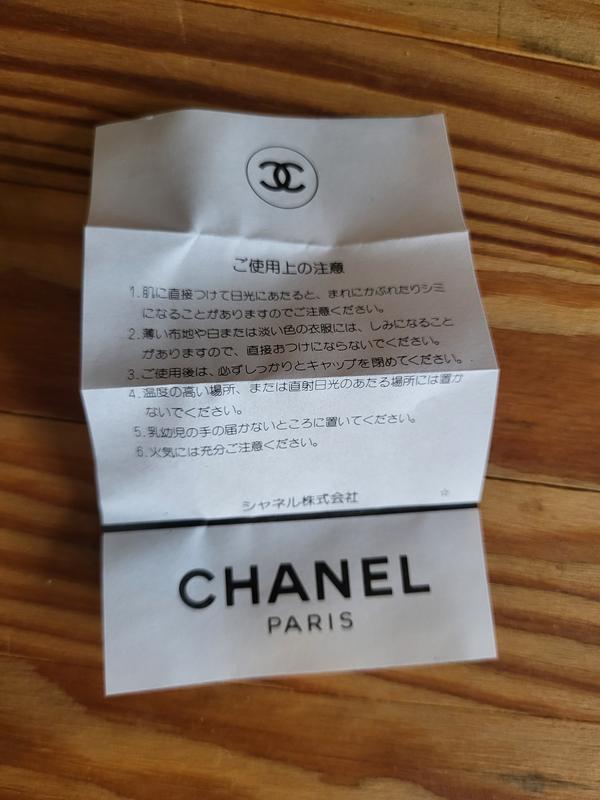 ご使用上の注意
1.肌に直接つけて日光にあたると、まれにかぶれたりシミ
になることがありますのでご注意ください。
2.薄い布地や白または淡い色の衣服には、しみになること
がありますので、直接おつけにならないでください。
3.ご使用後は、必ずしっかりとキャップを閉めてください。
4.温度の高い場所、または直射日光のあたる場所には置か
ないでください。
5.乳幼児の手の届かないところに置いてください。
6.火気には充分ご注意ください。
シャネル株式会社 ☆
CHANEL
PARIS